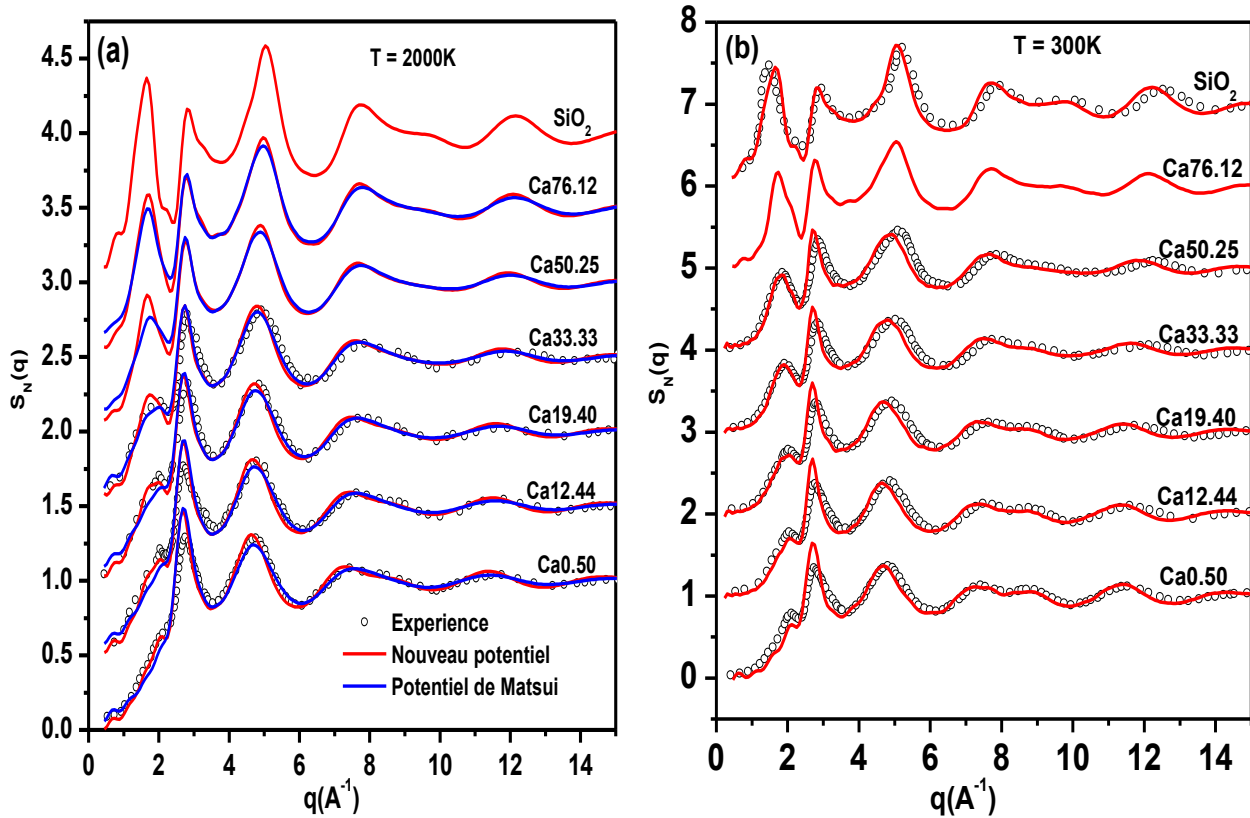 (a)
T = 2000K
SiO2
Ca76.12
Ca50.25
Ca33.33
Ca19.40
Ca12.44
Ca0.50
Experience
Nouveau potentiel
Potentiel de Matsui
4.5
4.0
3.5
3.0
2.5
2.0
1.5
1.0
0.5
0.0
SN(q)
0 2 4 6 8 10 12 14
q(A-1)
(b)
T = 300K
SiO2
Ca76.12
Ca50.25
Ca33.33
Ca19.40
Ca12.44
Ca0.50
8
7
6
5
4
3
2
1
0
SN(q)
0 2 4 6 8 10 12 14
q(A-1)